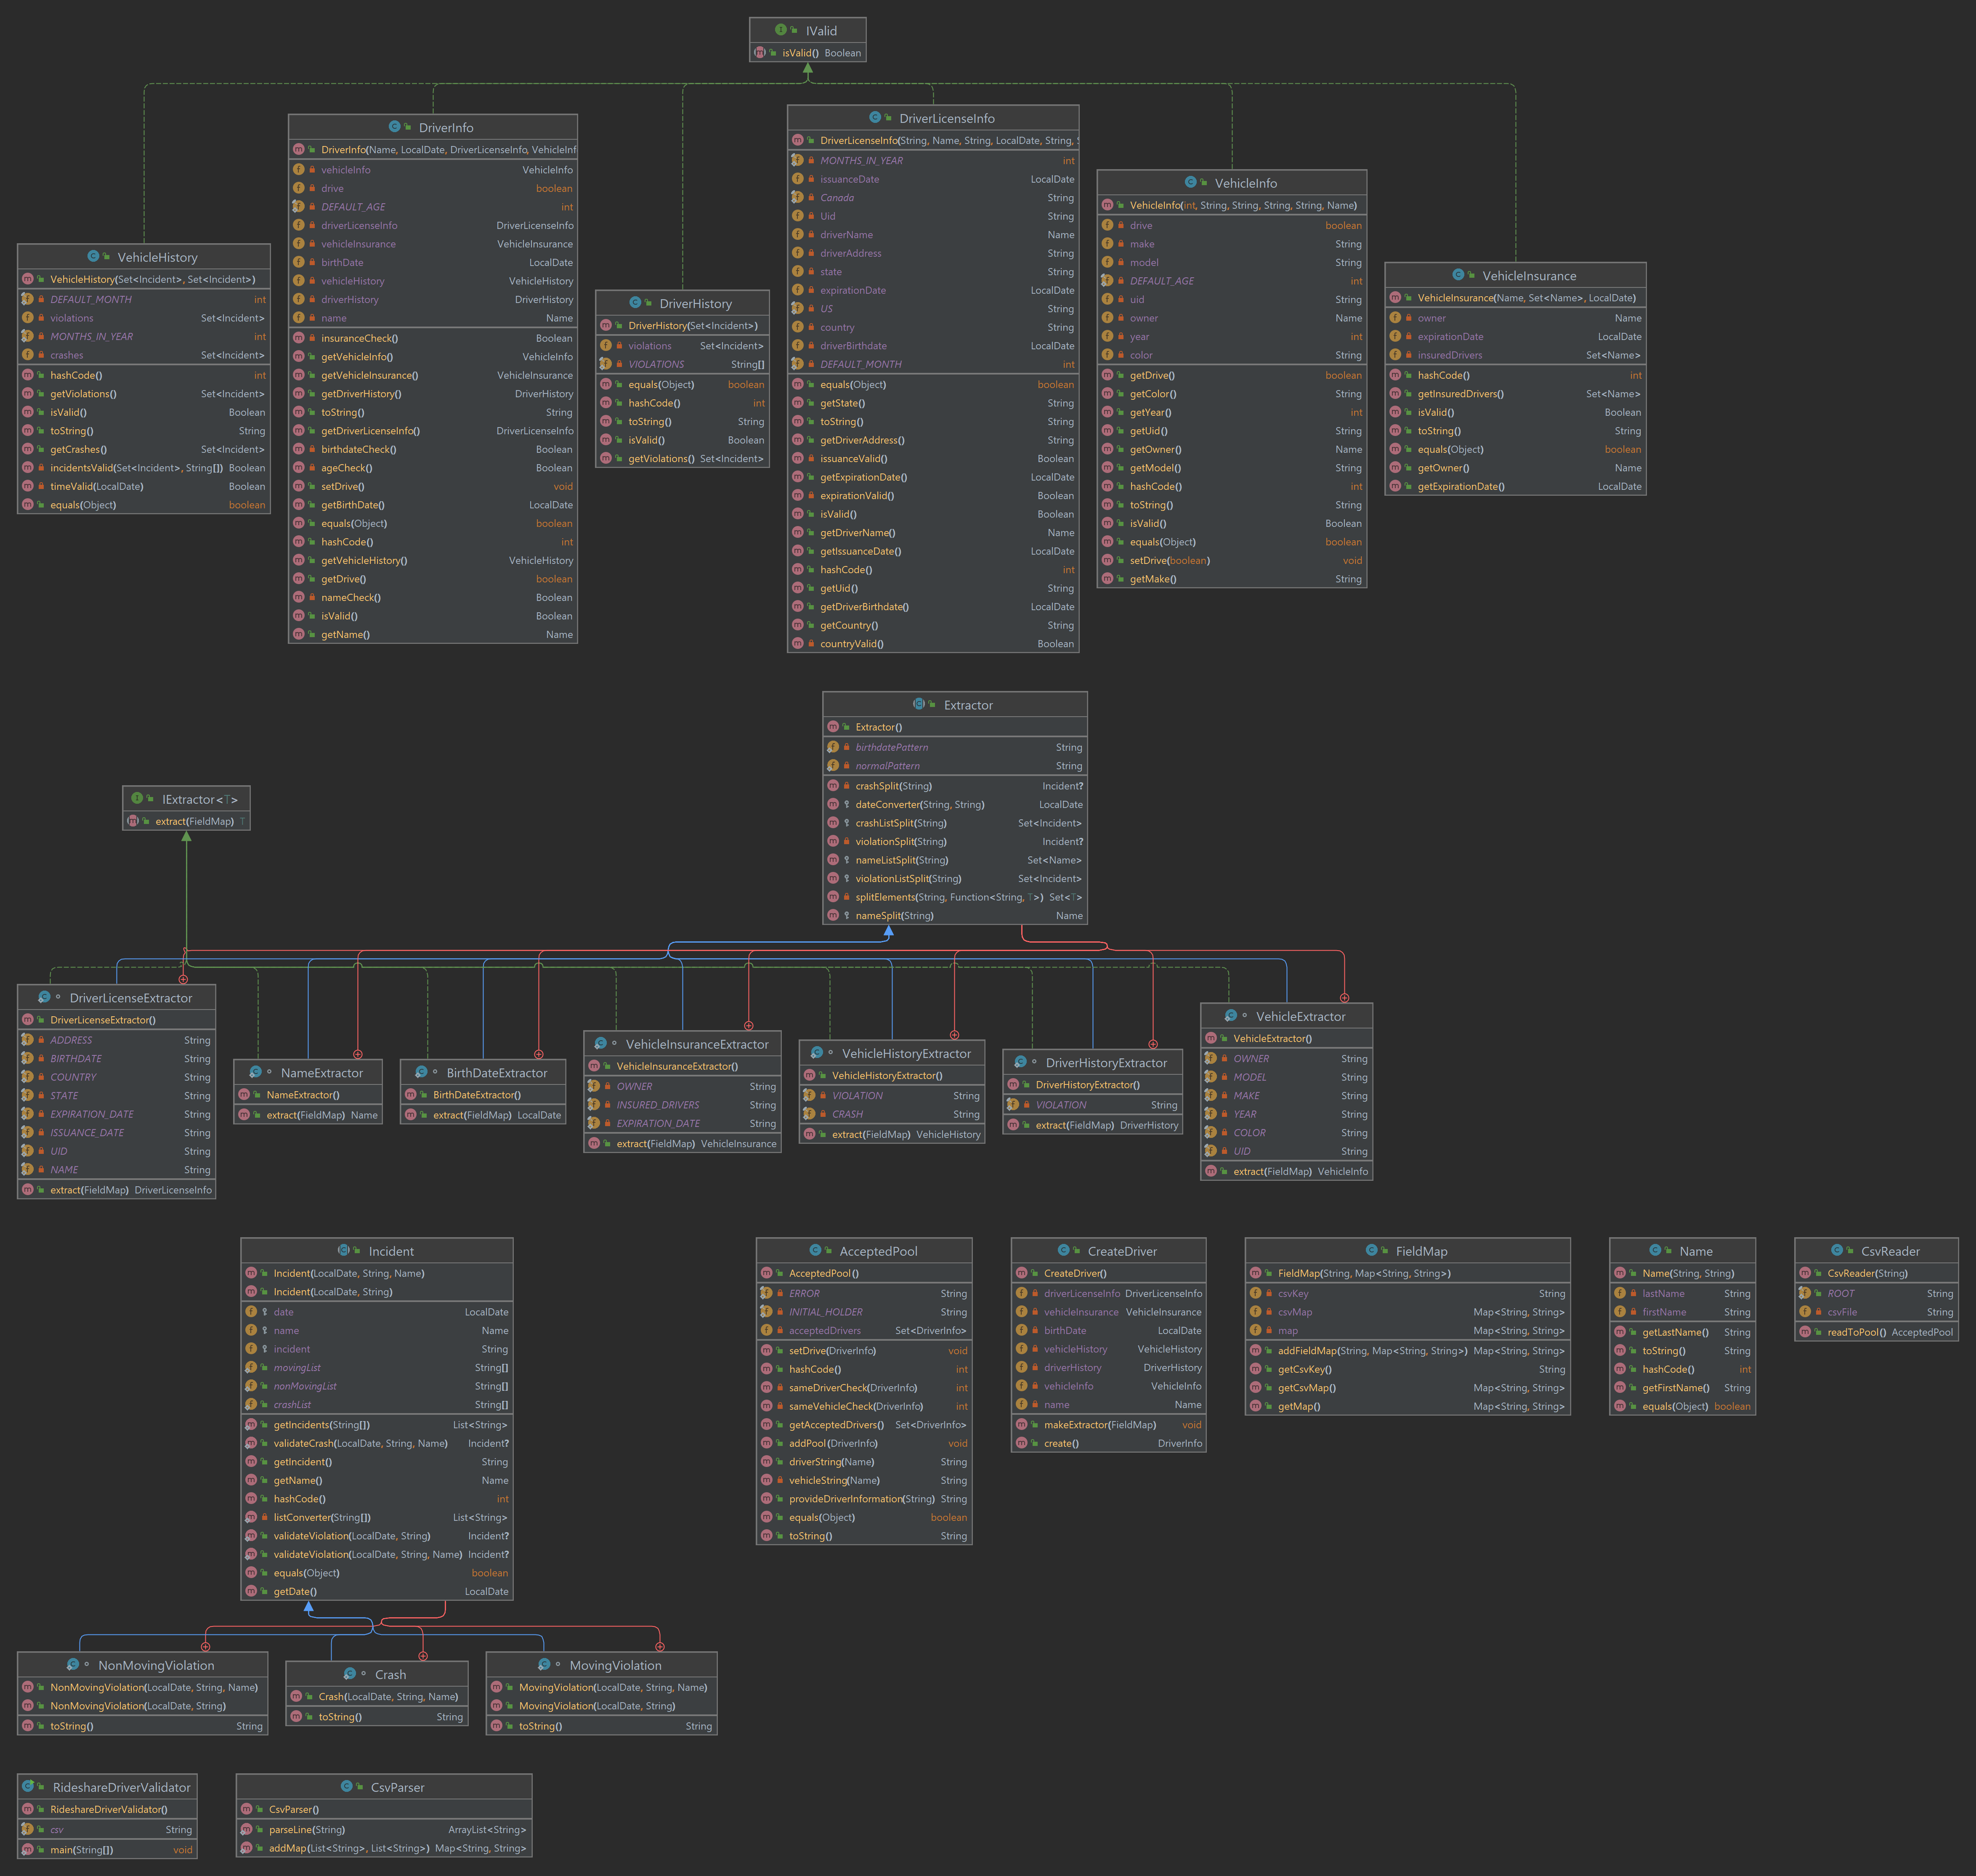 IValid
isValid() Boolean
DriverInfo
DriverInfo(Name, LocalDate, DriverLicenseInfo, VehicleInf
vehicleInfo VehicleInfo
drive boolean
DEFAULT_AGE int
driverLicenseInfo DriverLicenseInfo
vehicleInsurance VehicleInsurance
birthDate LocalDate
vehicleHistory VehicleHistory
driverHistory DriverHistory
name Name
insuranceCheck() Boolean
getVehicleInfo() VehicleInfo
getVehicleInsurance() VehicleInsurance
getDriverHistory() DriverHistory
toString() String
getDriverLicenseInfo() DriverLicenseInfo
birthdateCheck() Boolean
ageCheck() Boolean
setDrive() void
getBirthDate() LocalDate
equals(Object) boolean
hashCode() int
getVehicleHistory() VehicleHistory
getDrive() boolean
nameCheck() Boolean
isValid() Boolean
getName() Name
DriverLicenseInfo
DriverLicenseInfo(String, Name, String, LocalDate, String, S
MONTHS_IN_YEAR int
issuanceDate LocalDate
Canada String
Uid String
driverName Name
driverAddress String
state String
expirationDate LocalDate
US String
country String
driverBirthdate LocalDate
DEFAULT_MONTH int
equals(Object) boolean
getState() String
toString() String
getDriverAddress() String
issuanceValid() Boolean
getExpirationDate() LocalDate
expirationValid() Boolean
isValid() Boolean
getDriverName() Name
getIssuanceDate() LocalDate
hashCode() int
getUid() String
getDriverBirthdate() LocalDate
getCountry() String
countryValid() Boolean
VehicleInfo
VehicleInfo(int, String, String, String, String, Name)
drive boolean
make String
model String
DEFAULT_AGE int
uid String
owner Name
year int
color String
getDrive() boolean
getColor() String
getYear() int
getUid() String
getOwner() Name
getModel() String
hashCode() int
toString() String
isValid() Boolean
equals(Object) boolean
setDrive(boolean) void
getMake() String
VehicleHistory
VehicleHistory(Set<Incident>, Set<Incident>)
DEFAULT_MONTH int
violations Set<Incident>
MONTHS_IN_YEAR int
crashes Set<Incident>
hashCode() int
getViolations() Set<Incident>
isValid() Boolean
toString() String
getCrashes() Set<Incident>
incidentsValid(Set<Incident>, String[]) Boolean
timeValid(LocalDate) Boolean
equals(Object) boolean
DriverHistory
DriverHistory(Set<Incident>)
violations Set<Incident>
VIOLATIONS String[]
equals(Object) boolean
hashCode() int
toString() String
isValid() Boolean
getViolations() Set<Incident>
VehicleInsurance
VehicleInsurance(Name, Set<Name>, LocalDate)
owner Name
expirationDate LocalDate
insuredDrivers Set<Name>
hashCode() int
getInsuredDrivers() Set<Name>
isValid() Boolean
toString() String
equals(Object) boolean
getOwner() Name
getExpirationDate() LocalDate
Extractor
Extractor()
birthdatePattern String
normalPattern String
crashSplit(String) Incident?
dateConverter(String, String) LocalDate
crashListSplit(String) Set<Incident>
violationSplit(String) Incident?
nameListSplit(String) Set<Name>
violationListSplit(String) Set<Incident>
splitElements(String, Function<String, T>) Set<T>
nameSplit(String) Name
IExtractor<T>
extract(FieldMap) T
DriverLicenseExtractor
DriverLicenseExtractor()
ADDRESS String
BIRTHDATE String
COUNTRY String
STATE String
EXPIRATION_DATE String
ISSUANCE_DATE String
UID String
NAME String
extract(FieldMap) DriverLicenseInfo
NameExtractor
NameExtractor()
extract(FieldMap) Name
BirthDateExtractor
BirthDateExtractor()
extract(FieldMap) LocalDate
VehicleInsuranceExtractor
VehicleInsuranceExtractor()
OWNER String
INSURED_DRIVERS String
EXPIRATION_DATE String
extract(FieldMap) VehicleInsurance
VehicleHistoryExtractor
VehicleHistoryExtractor()
VIOLATION String
CRASH String
extract(FieldMap) VehicleHistory
DriverHistoryExtractor
DriverHistoryExtractor()
VIOLATION String
extract(FieldMap) DriverHistory
VehicleExtractor
VehicleExtractor()
OWNER String
MODEL String
MAKE String
YEAR String
COLOR String
UID String
extract(FieldMap) VehicleInfo
Incident
Incident(LocalDate, String, Name)
Incident(LocalDate, String)
date LocalDate
name Name
incident String
movingList String[]
nonMovingList String[]
crashList String[]
getIncidents(String[]) List<String>
validateCrash(LocalDate, String, Name) Incident?
getIncident() String
getName() Name
hashCode() int
listConverter(String[]) List<String>
validateViolation(LocalDate, String) Incident?
validateViolation(LocalDate, String, Name) Incident?
equals(Object) boolean
getDate() LocalDate
AcceptedPool
AcceptedPool()
ERROR String
INITIAL_HOLDER String
acceptedDrivers Set<DriverInfo>
setDrive(DriverInfo) void
hashCode() int
sameDriverCheck(DriverInfo) int
sameVehicleCheck(DriverInfo) int
getAcceptedDrivers() Set<DriverInfo>
addPool(DriverInfo) void
driverString(Name) String
vehicleString(Name) String
provideDriverInformation(String) String
equals(Object) boolean
toString() String
CreateDriver
CreateDriver()
driverLicenseInfo DriverLicenseInfo
vehicleInsurance VehicleInsurance
birthDate LocalDate
vehicleHistory VehicleHistory
driverHistory DriverHistory
vehicleInfo VehicleInfo
name Name
makeExtractor(FieldMap) void
create() DriverInfo
FieldMap
FieldMap(String, Map<String, String>)
csvKey String
csvMap Map<String, String>
map Map<String, String>
addFieldMap(String, Map<String, String>) Map<String, String>
getCsvKey() String
getCsvMap() Map<String, String>
getMap() Map<String, String>
Name
Name(String, String)
lastName String
firstName String
getLastName() String
toString() String
hashCode() int
getFirstName() String
equals(Object) boolean
CsvReader
CsvReader(String)
ROOT String
csvFile String
readToPool() AcceptedPool
NonMovingViolation
NonMovingViolation(LocalDate, String, Name)
NonMovingViolation(LocalDate, String)
toString() String
Crash
Crash(LocalDate, String, Name)
toString() String
MovingViolation
MovingViolation(LocalDate, String, Name)
MovingViolation(LocalDate, String)
toString() String
RideshareDriverValidator
RideshareDriverValidator()
csv String
main(String[]) void
CsvParser
CsvParser()
parseLine(String) ArrayList<String>
addMap(List<String>, List<String>) Map<String, String>